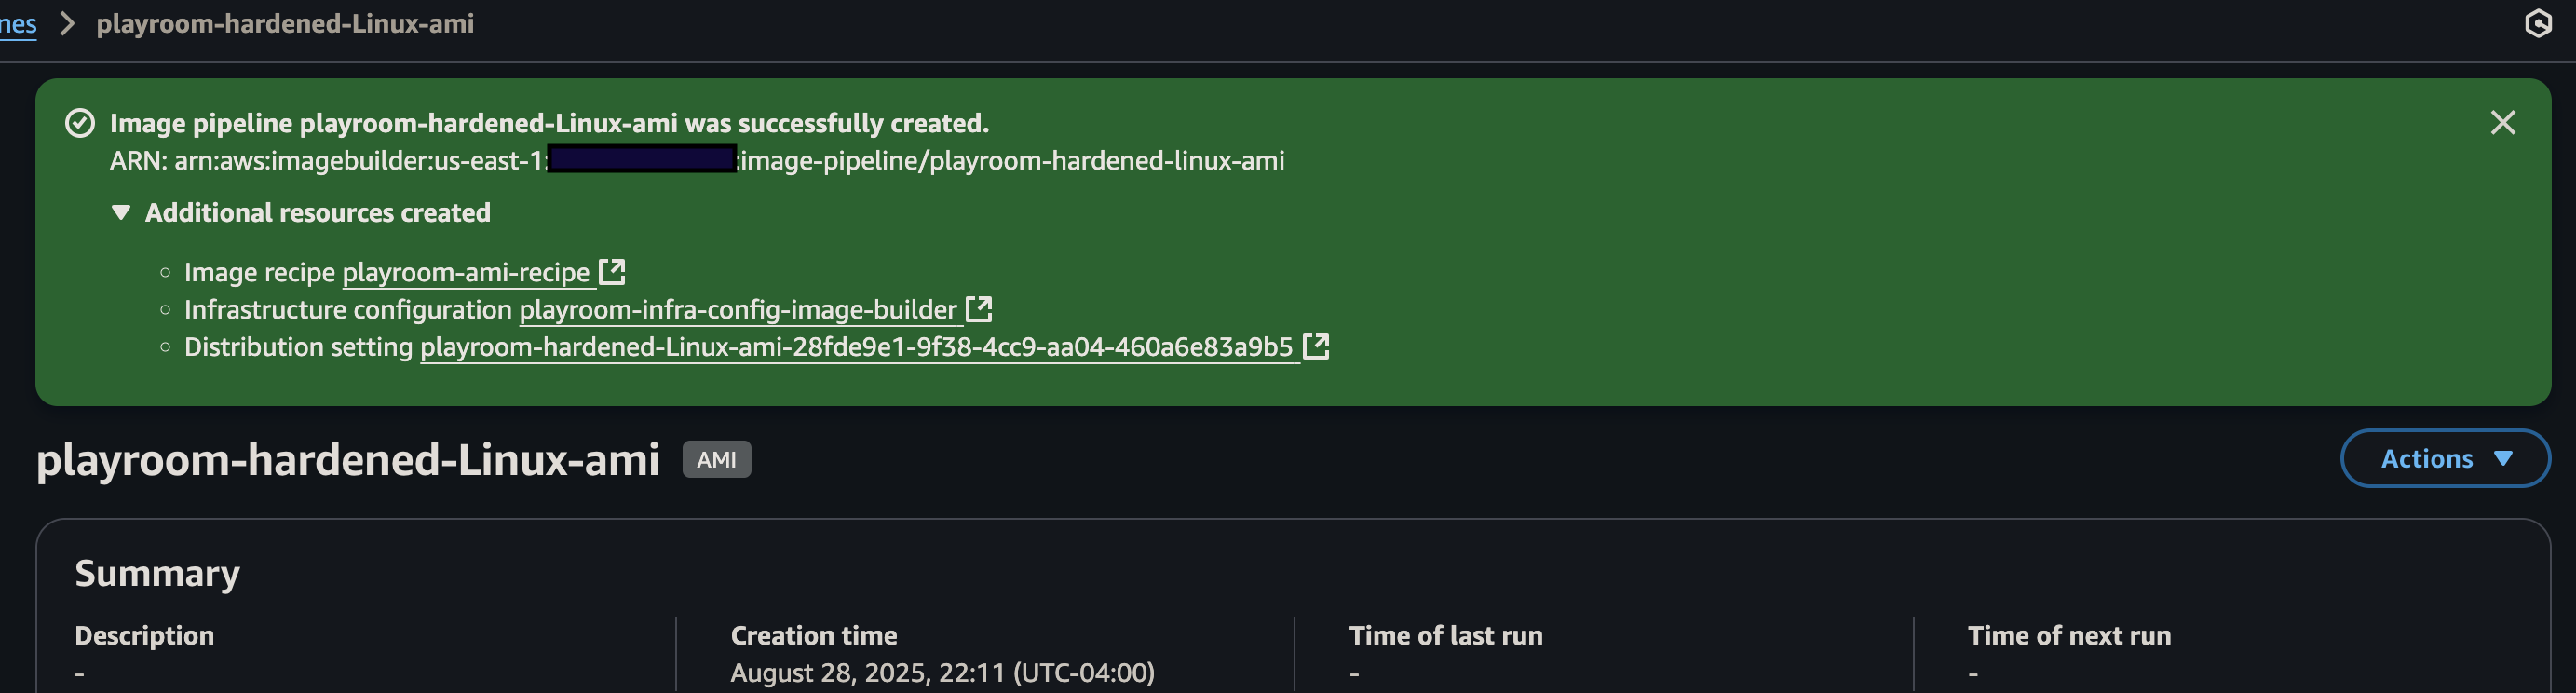 nes > playroom-hardened-Linux-ami
Image pipeline playroom-hardened-Linux-ami was successfully created.
ARN: arn:aws:imagebuilder:us-east-1: :image-pipeline/playroom-hardened-linux-ami
Additional resources created
Image recipe playroom-ami-recipe
Infrastructure configuration playroom-infra-config-image-builder
Distribution setting playroom-hardened-Linux-ami-28fde9e1-9f38-4cc9-aa04-460a6e83a9b5
playroom-hardened-Linux-ami AMI
Actions
Summary
Description
-
Creation time
August 28, 2025, 22:11 (UTC-04:00)
Time of last run
-
Time of next run
-